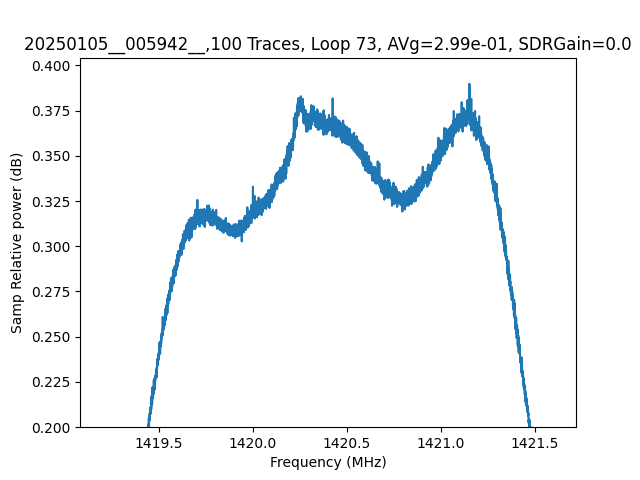 20250105__005942__,100 Traces, Loop 73, AVg=2.99e-01, SDRGain=0.0
0.400
0.375
0.350
0.325
0.300
0.275
0.250
0.225
0.200
Samp Relative power (dB)
1419.5 1420.0 1420.5 1421.0 1421.5
Frequency (MHz)